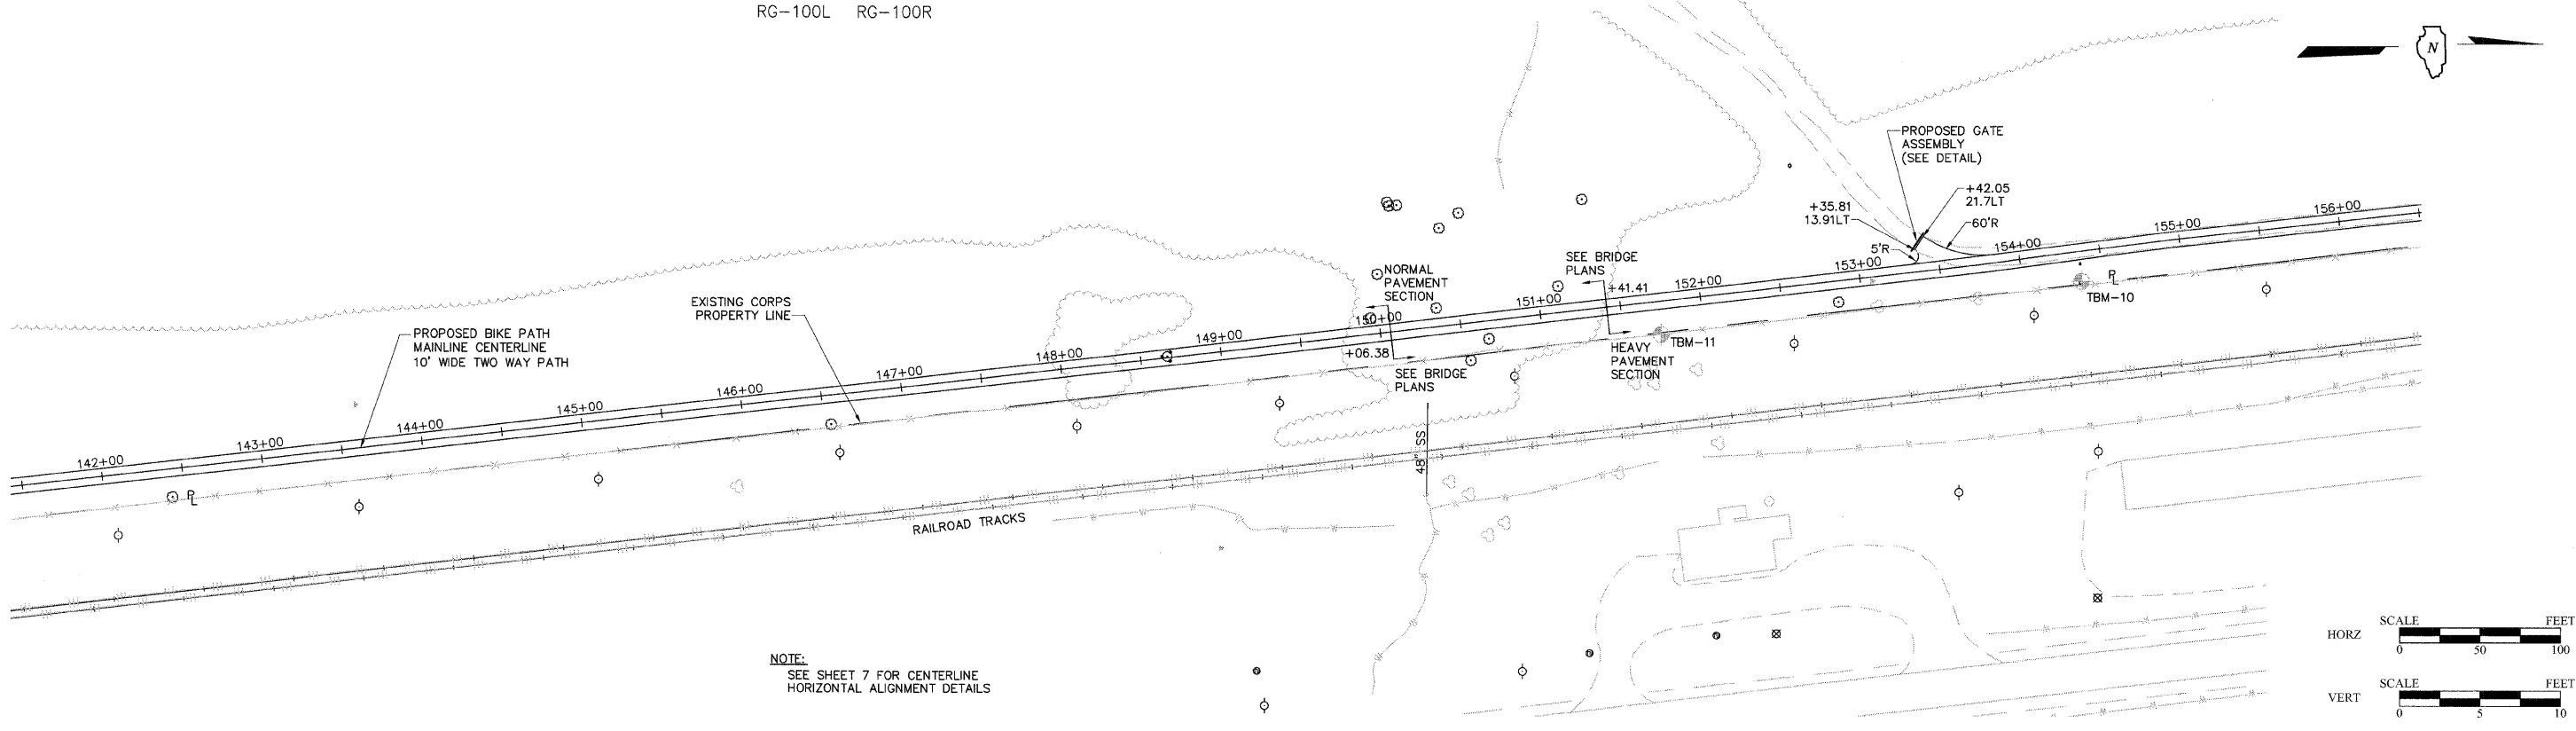 RG-100L RG-100R
N
PROPOSED GATE
ASSEMBLY
(SEE DETAIL)
+42.05
21.7LT
+35.81
13.91LT
60'R
5'R
156+00
155+00
154+00
153+00
SEE BRIDGE
PLANS
+41.41
152+00
151+00
NORMAL
PAVEMENT
SECTION
150+00
+06.38
SEE BRIDGE
PLANS
HEAVY
PAVEMENT
SECTION
TBM-11
TBM-10
PL
EXISTING CORPS
PROPERTY LINE
PROPOSED BIKE PATH
MAINLINE CENTERLINE
10' WIDE TWO WAY PATH
149+00
148+00
147+00
146+00
145+00
144+00
143+00
142+00
PL
48" SS
RAILROAD TRACKS
NOTE:
SEE SHEET 7 FOR CENTERLINE
HORIZONTAL ALIGNMENT DETAILS
SCALE FEET
HORZ
0 50 100
SCALE FEET
VERT
0 5 10